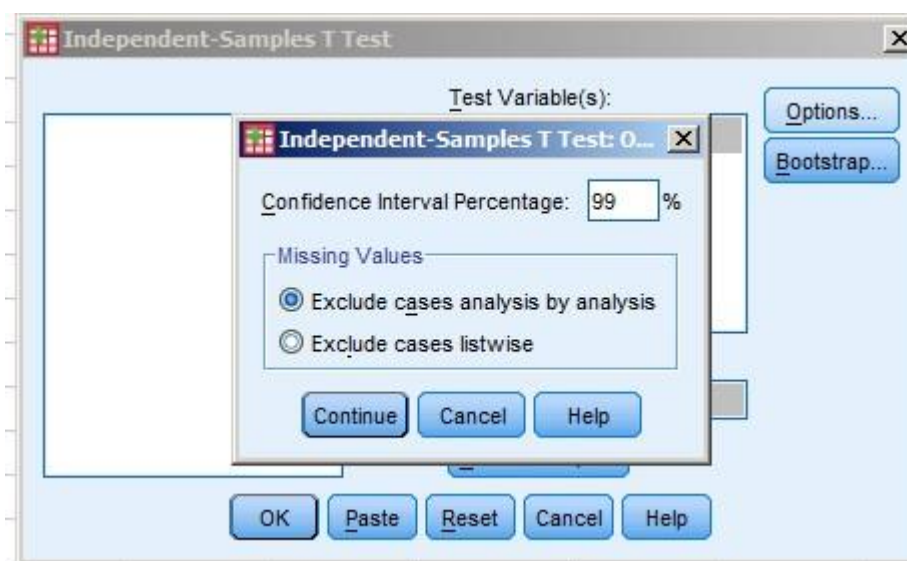 Independent-Samples T Test
Test Variable(s):
Options...
Independent-Samples T Test: O...
Bootstrap...
Confidence Interval Percentage: 99 %
Missing Values
Exclude cases analysis by analysis
Exclude cases listwise
Continue Cancel Help
OK Paste Reset Cancel Help